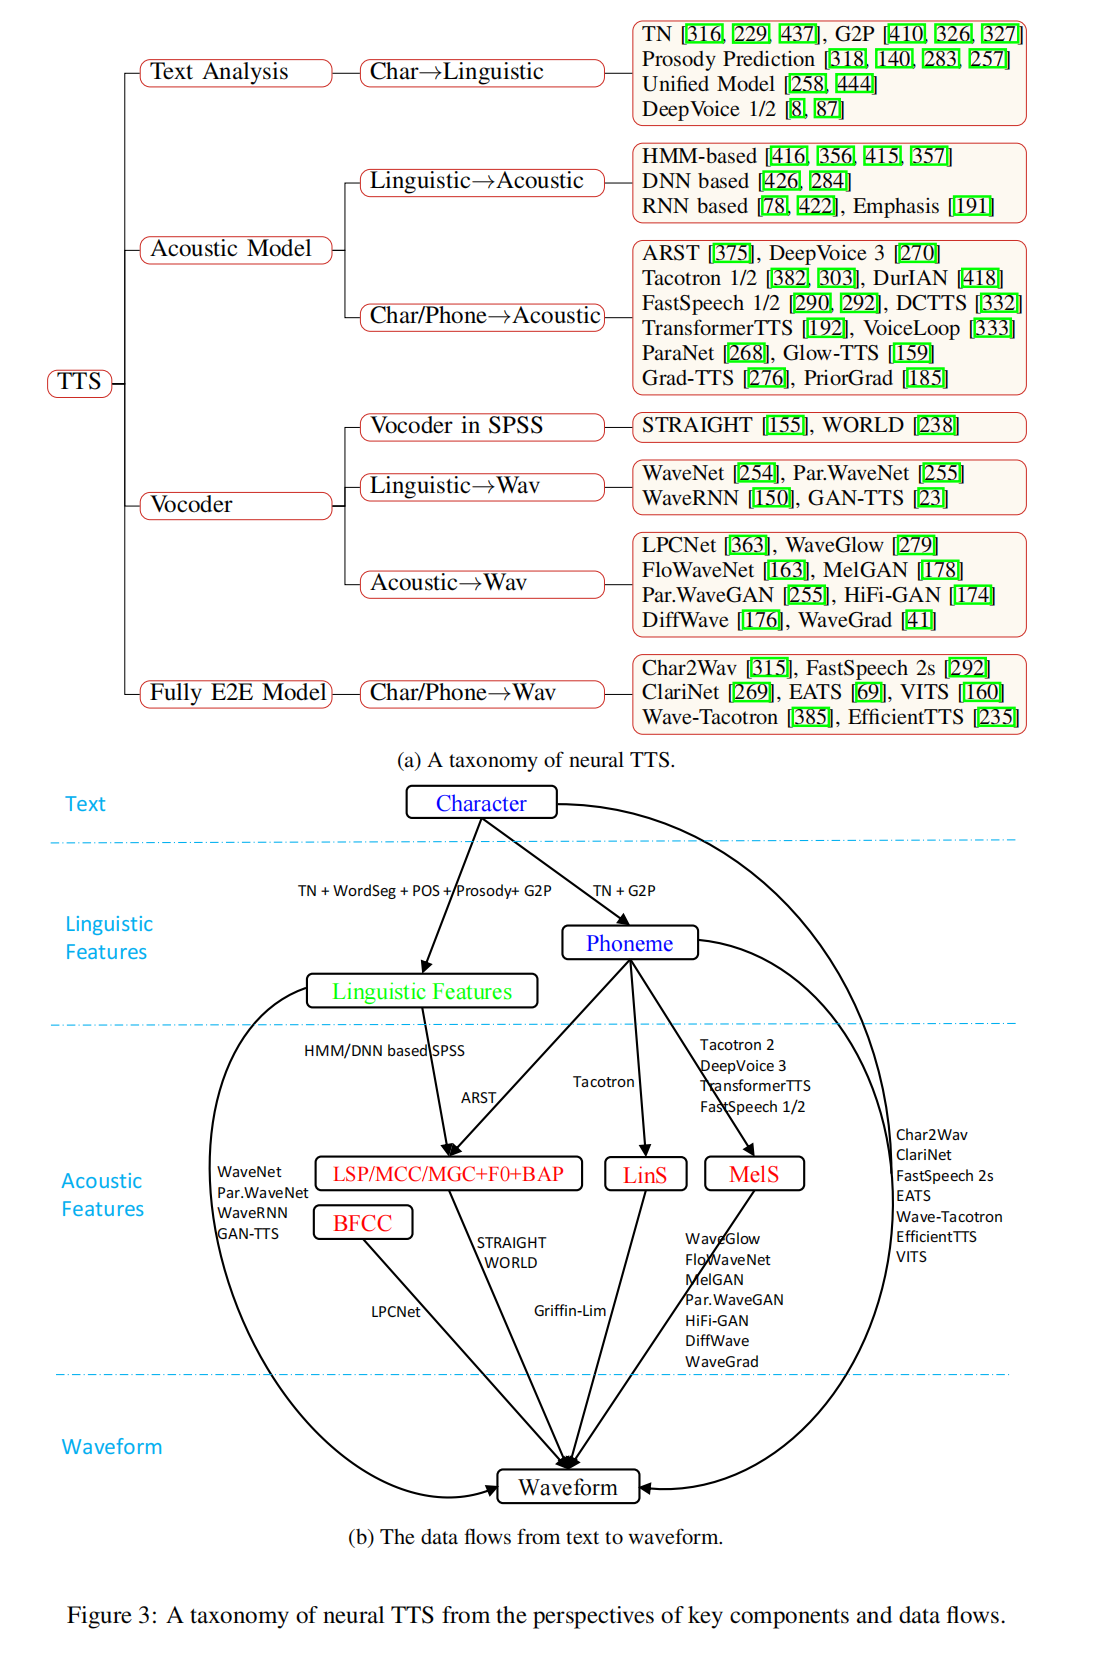 TTS
Text Analysis
Char→Linguistic
TN [316, 229, 437], G2P [410, 326, 327]
Prosody Prediction [318, 140, 283, 257]
Unified Model [258, 444]
DeepVoice 1/2 [8, 87]
Acoustic Model
Linguistic→Acoustic
HMM-based [416, 356, 415, 357]
DNN based [426, 284]
RNN based [78, 422], Emphasis [191]
Char/Phone→Acoustic
ARST [375], DeepVoice 3 [270]
Tacotron 1/2 [382, 303], DurIAN [418]
FastSpeech 1/2 [290, 292], DCTTS [332]
TransformerTTS [192], VoiceLoop [333]
ParaNet [268], Glow-TTS [159]
Grad-TTS [276], PriorGrad [185]
Vocoder
Vocoder in SPSS
STRAIGHT [155], WORLD [238]
Linguistic→Wav
WaveNet [254], Par.WaveNet [255]
WaveRNN [150], GAN-TTS [23]
Acoustic→Wav
LPCNet [363], WaveGlow [279]
FloWaveNet [163], MelGAN [178]
Par.WaveGAN [255], HiFi-GAN [174]
DiffWave [176], WaveGrad [41]
Fully E2E Model
Char/Phone→Wav
Char2Wav [315], FastSpeech 2s [292]
ClariNet [269], EATS [69], VITS [160]
Wave-Tacotron [385], EfficientTTS [235]
(a) A taxonomy of neural TTS.
Text
Character
TN + WordSeg + POS + Prosody+ G2P
TN + G2P
Linguistic
Features
Phoneme
Linguistic Features
HMM/DNN based SPSS
ARST
Tacotron
Tacotron 2
DeepVoice 3
TransformerTTS
FastSpeech 1/2
Char2Wav
ClariNet
FastSpeech 2s
EATS
Wave-Tacotron
EfficientTTS
VITS
Acoustic
Features
WaveNet
Par.WaveNet
WaveRNN
GAN-TTS
LSP/MCC/MGC+F0+BAP
LinS
MelS
BFCC
STRAIGHT
WORLD
LPCNet
Griffin-Lim
WaveGlow
FloWaveNet
MelGAN
Par.WaveGAN
HiFi-GAN
DiffWave
WaveGrad
Waveform
Waveform
(b) The data flows from text to waveform.
Figure 3: A taxonomy of neural TTS from the perspectives of key components and data flows.